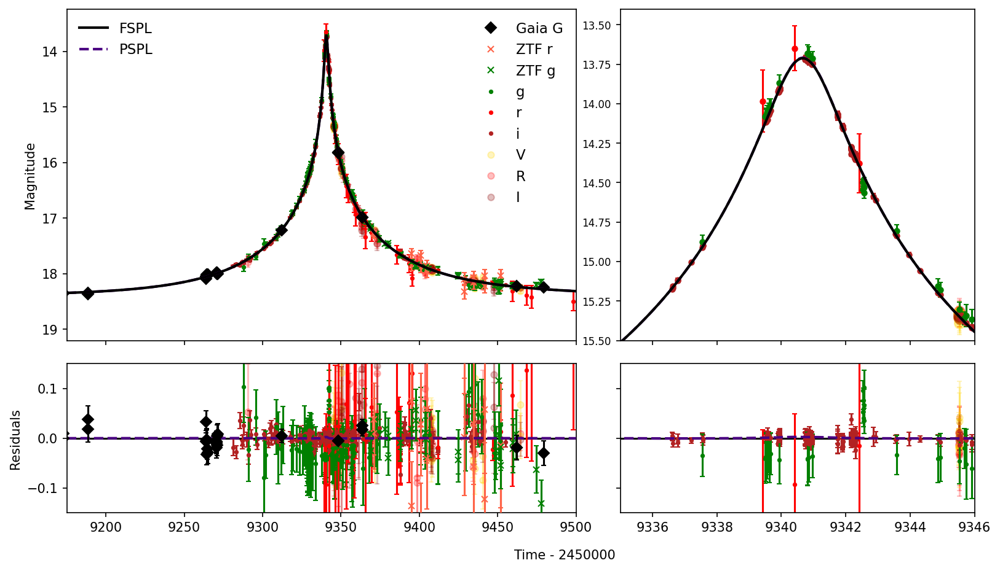 FSPL
PSPL
Gaia G
ZTF r
ZTF g
g
r
i
V
R
I
Magnitude
14
15
16
17
18
19
13.50
13.75
14.00
14.25
14.50
14.75
15.00
15.25
15.50
Residuals
0.1
0.0
−0.1
9200
9250
9300
9350
9400
9450
9500
9336
9338
9340
9342
9344
9346
Time - 2450000